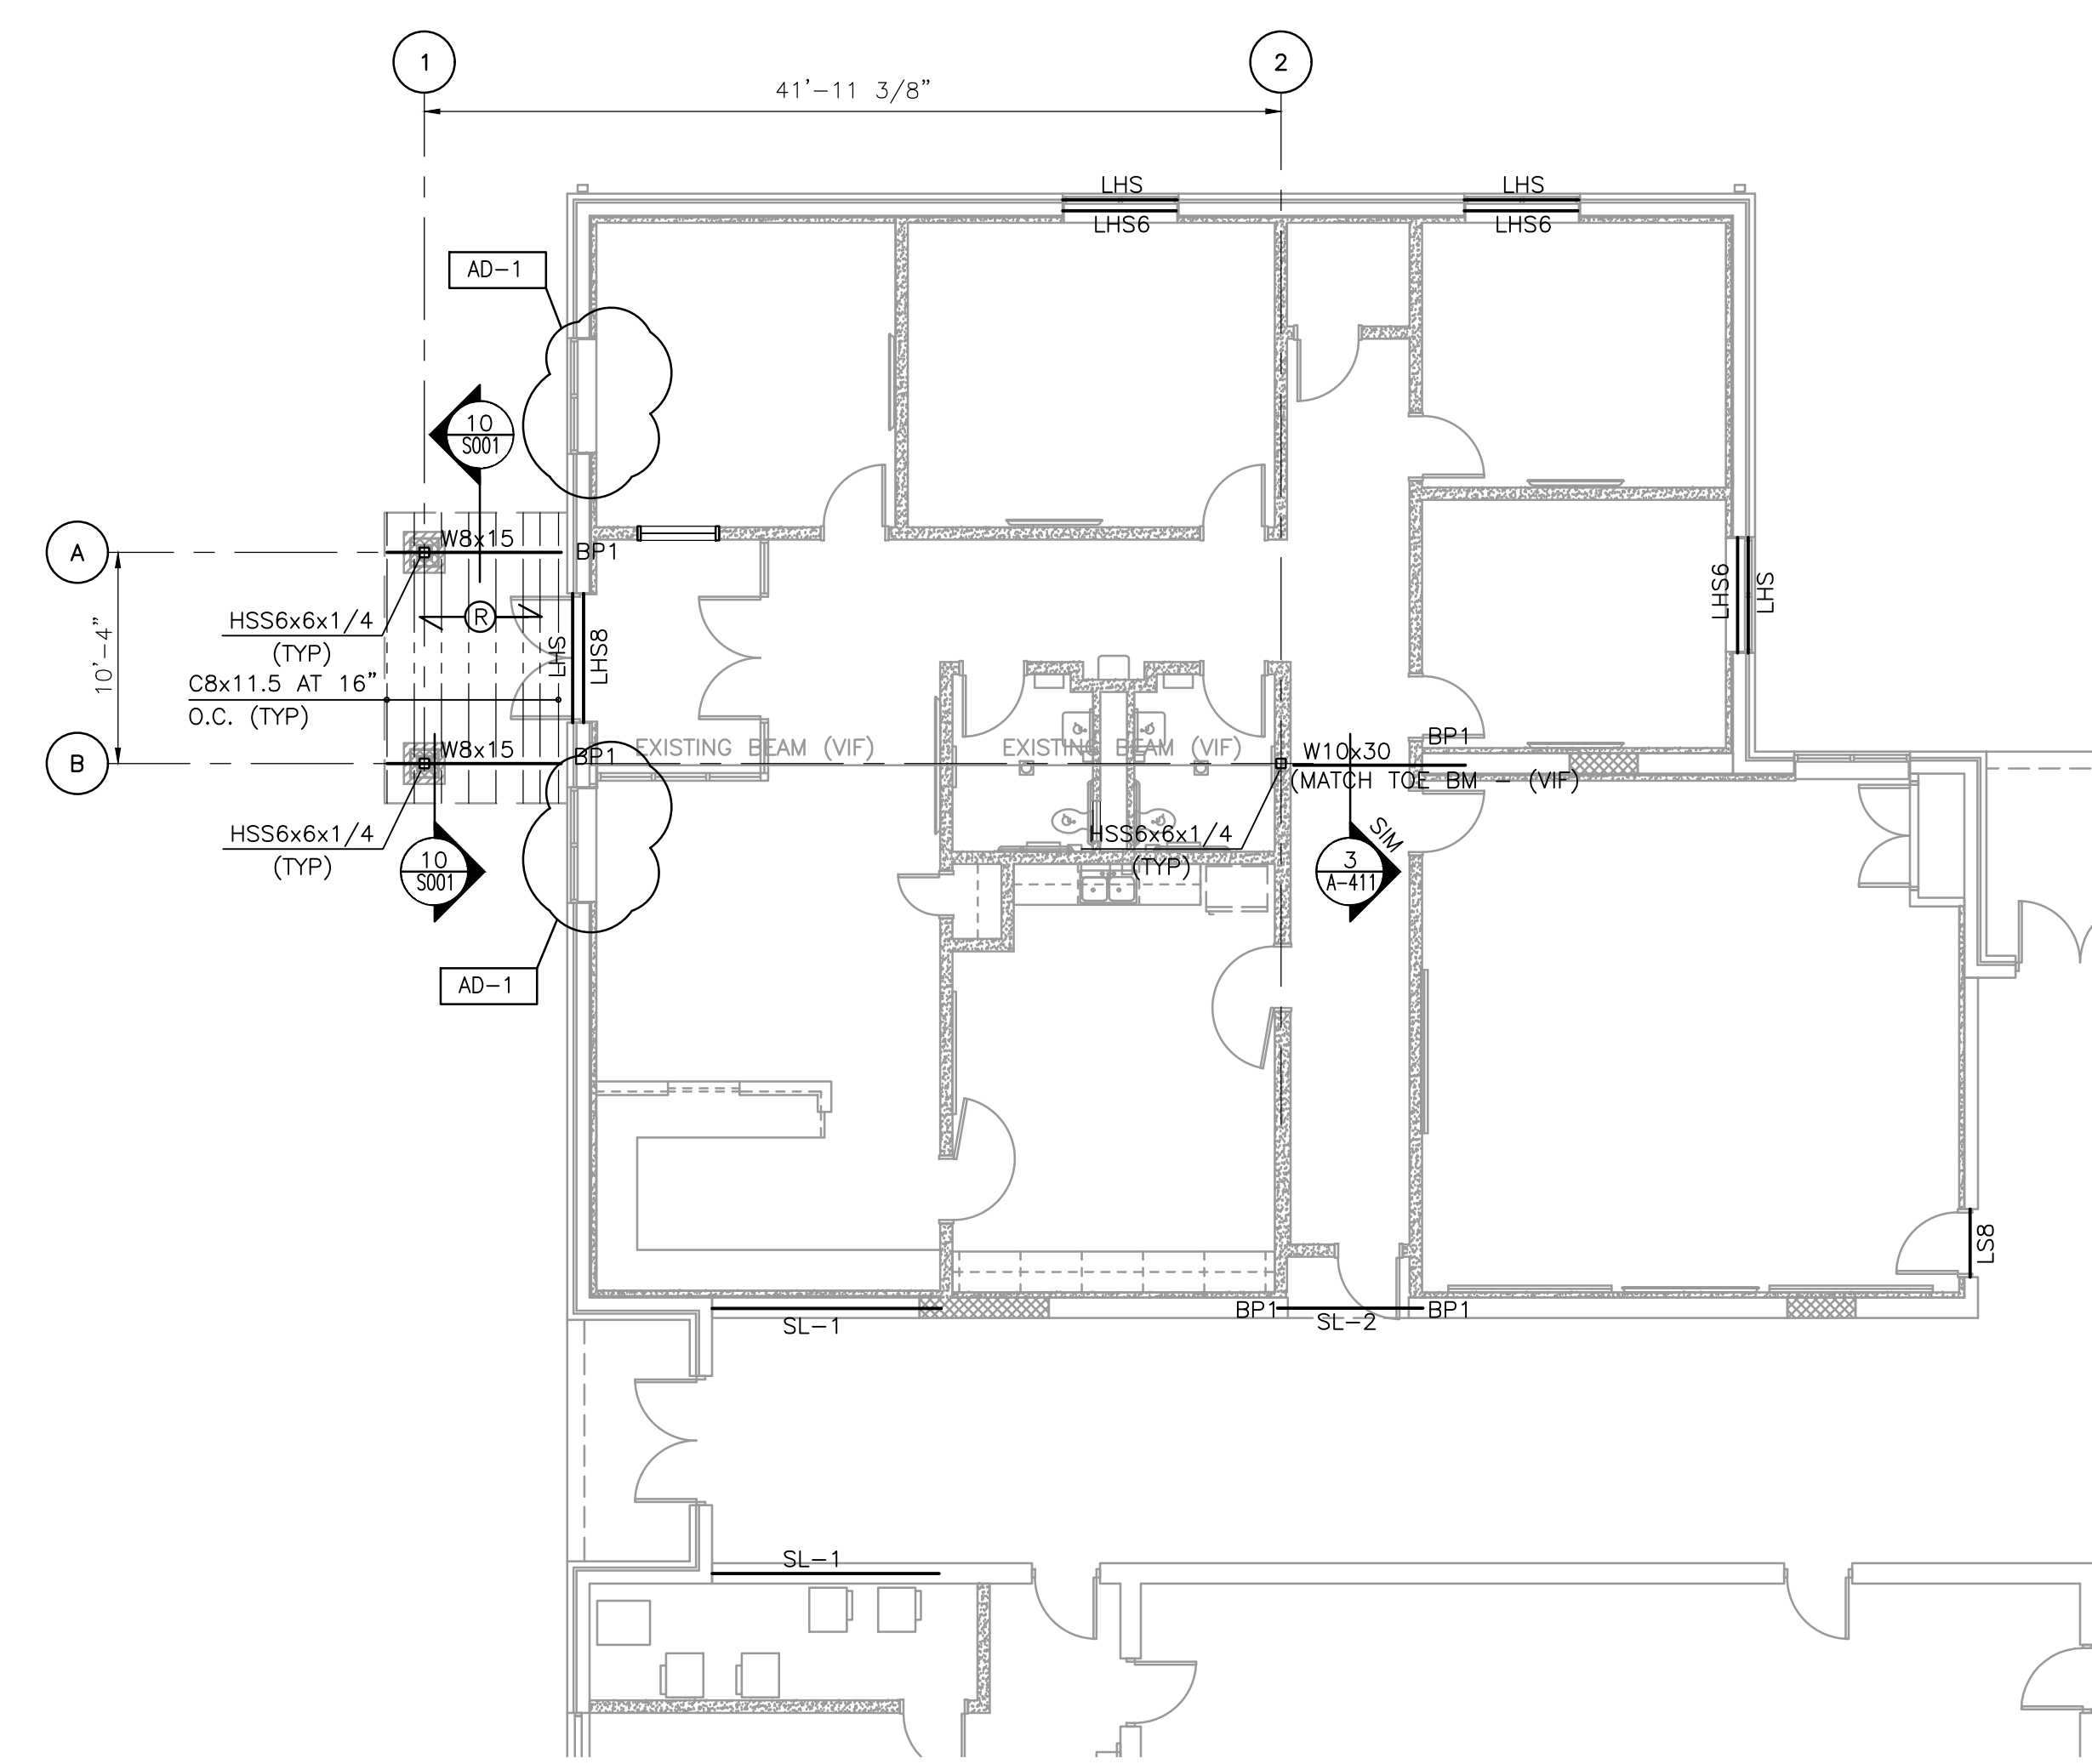 1
2
41'-11 3/8"
LHS
LHS
LHS6
LHS6
AD-1
10
S001
A
W8x15
BP1
HSS6x6x1/4
(TYP)
R
10'-4"
LHS
LHS8
LHS6
LHS
C8x11.5 AT 16"
O.C. (TYP)
B
W8x15
BP1
EXISTING BEAM (VIF)
EXISTING BEAM (VIF)
W10x30
(MATCH TOE BM - (VIF)
BP1
HSS6x6x1/4
(TYP)
10
S001
HSS6x6x1/4
(TYP)
SIM
3
A-411
AD-1
LS8
SL-1
BP1
SL-2
BP1
SL-1